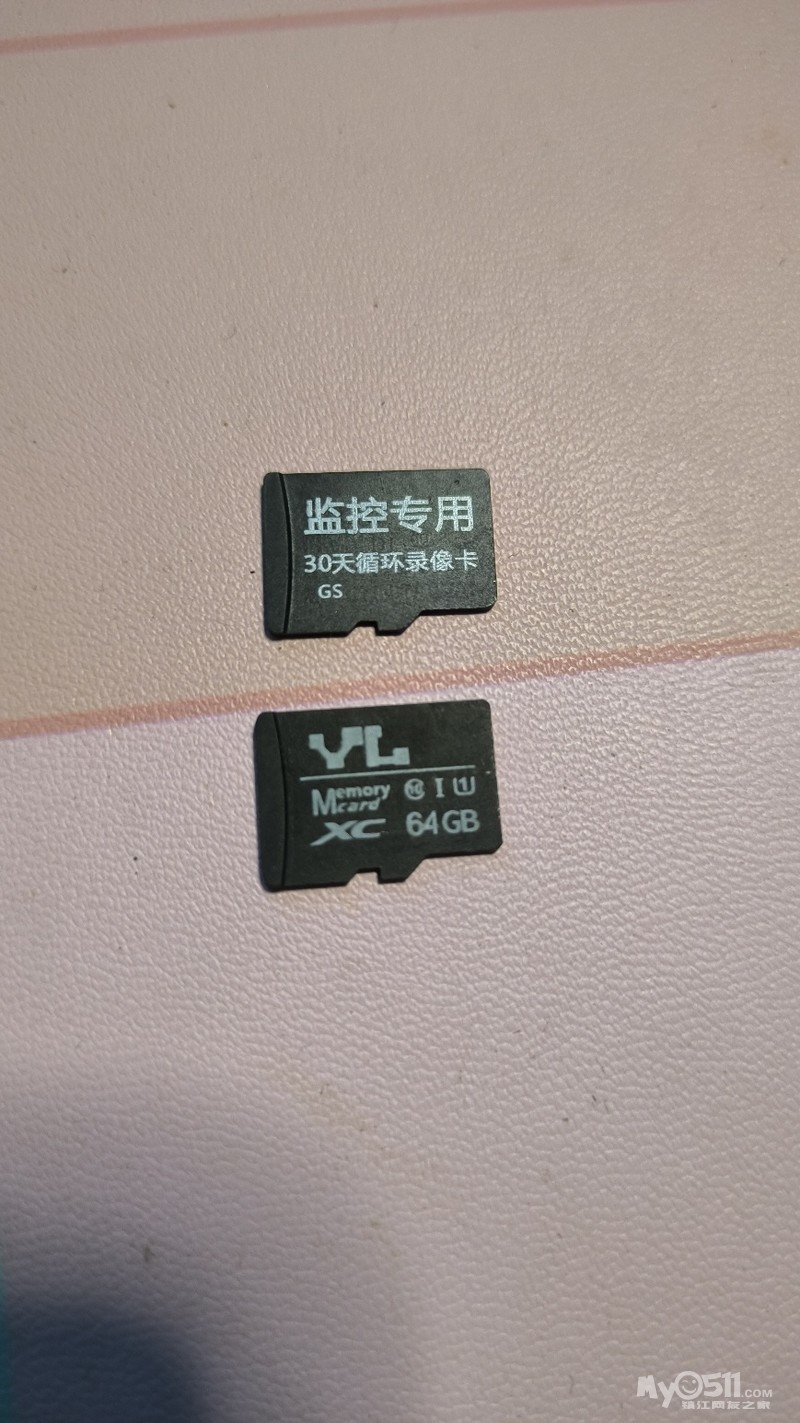 监控专用
30天循环录像卡
GS
YL
Memory card 10 I U1
XC 64GB
My0511.COM
镇江网友之家